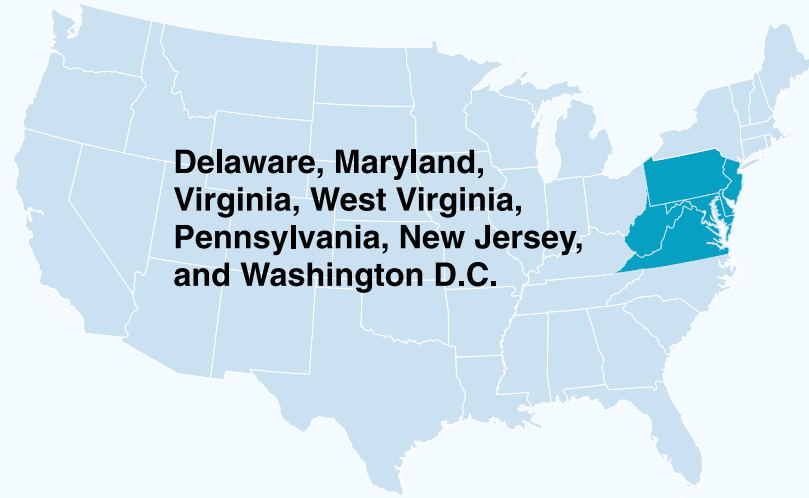 Delaware, Maryland,
Virginia, West Virginia,
Pennsylvania, New Jersey,
and Washington D.C.